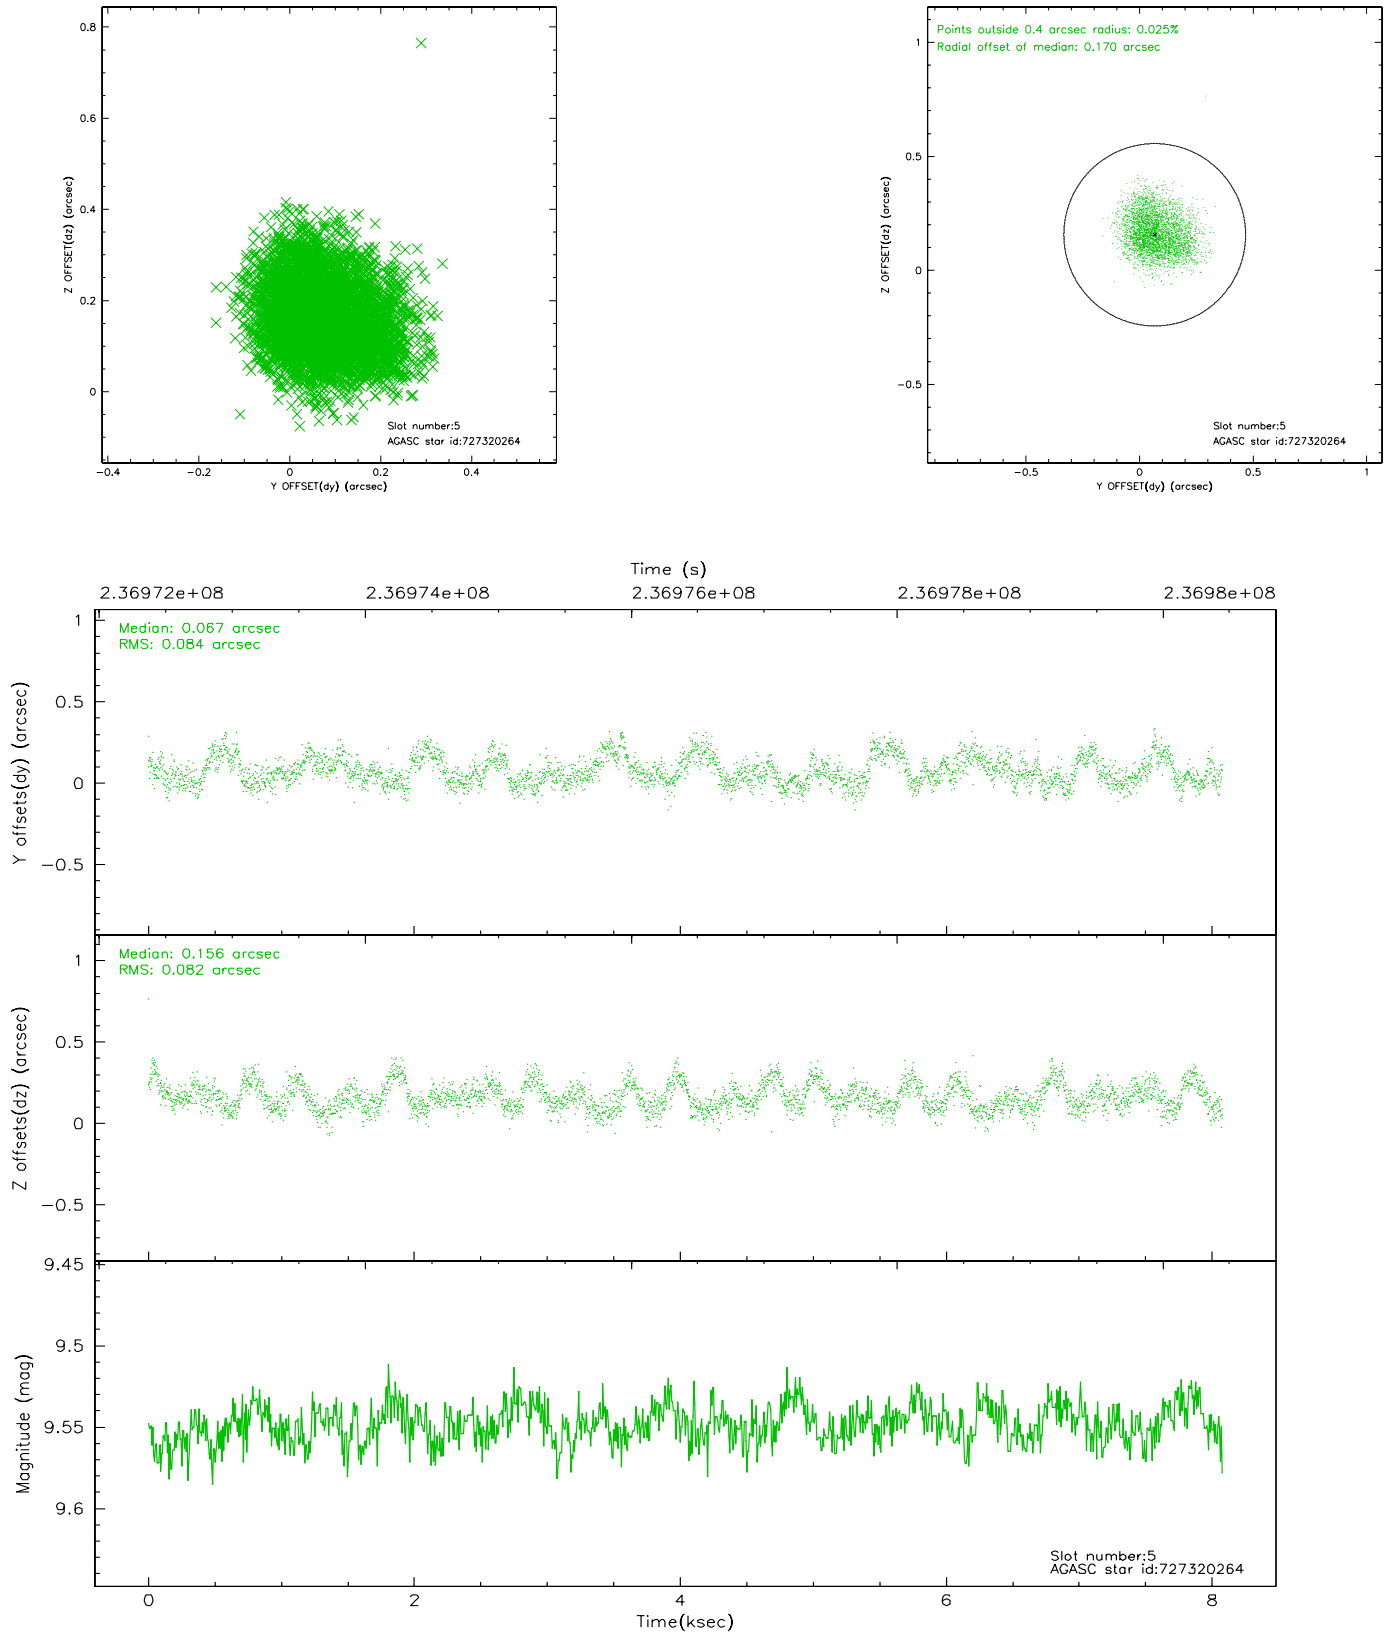 0.8
0.6
0.4
0.2
0
Z OFFSET(dz) (arcsec)
Slot number:5
AGASC star id:727320264
−0.4 −0.2 0 0.2 0.4
Y OFFSET(dy) (arcsec)
Points outside 0.4 arcsec radius: 0.025%
Radial offset of median: 0.170 arcsec
1
0.5
0
−0.5
Z OFFSET(dz) (arcsec)
Slot number:5
AGASC star id:727320264
−0.5 0 0.5 1
Y OFFSET(dy) (arcsec)
Time (s)
2.36972e+08 2.36974e+08 2.36976e+08 2.36978e+08 2.3698e+08
Median: 0.067 arcsec
RMS: 0.084 arcsec
1
0.5
0
−0.5
Y offsets(dy) (arcsec)
Median: 0.156 arcsec
RMS: 0.082 arcsec
1
0.5
0
−0.5
Z offsets(dz) (arcsec)
9.45
9.5
9.55
9.6
Magnitude (mag)
Slot number:5
AGASC star id:727320264
0 2 4 6 8
Time(ksec)